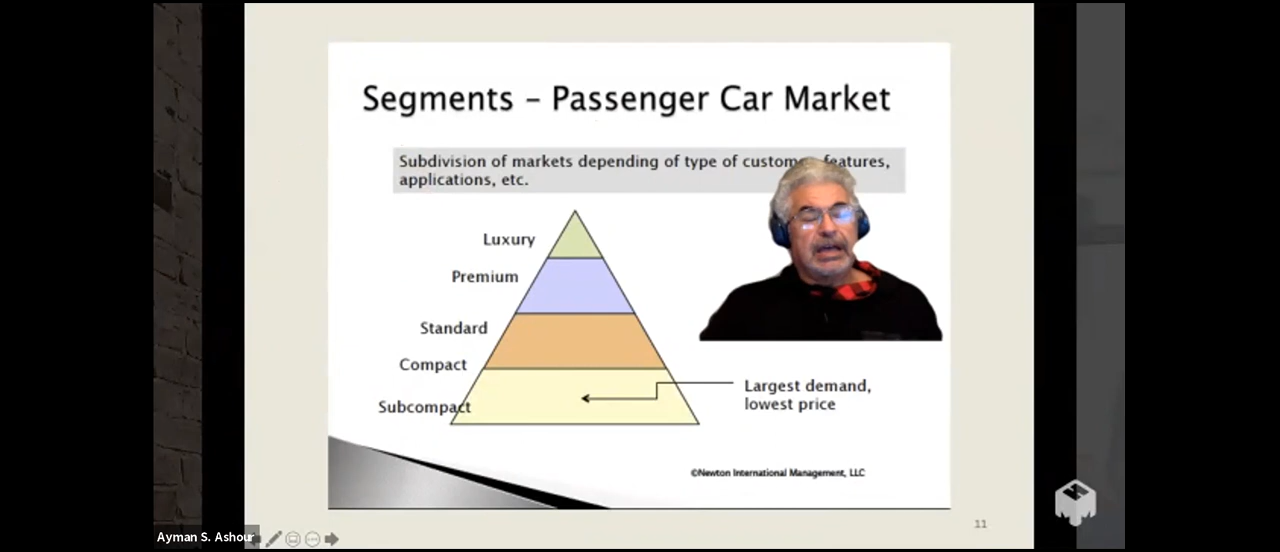 Segments – Passenger Car Market
Subdivision of markets depending of type of features,
applications, etc.
Luxury
Premium
Standard
Compact
Subcompact
Largest demand,
lowest price
©Newton International Management, LLC
11
Ayman S. Ashour